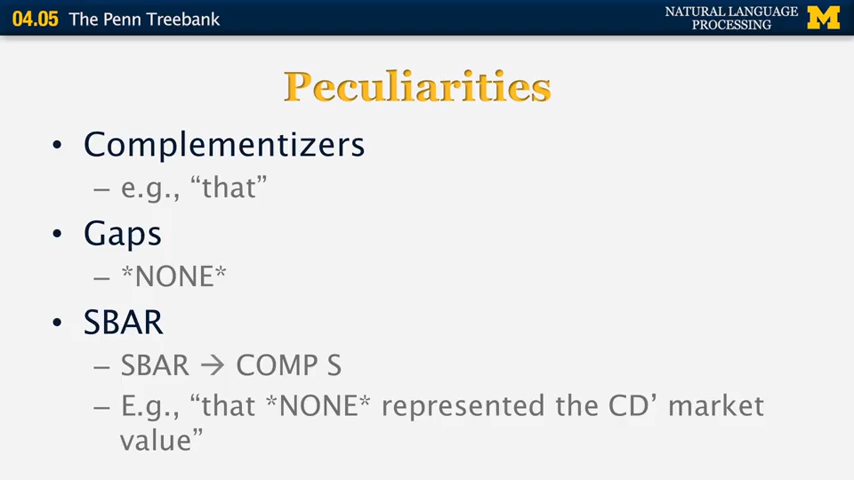 04.05 The Penn Treebank
NATURAL LANGUAGE
PROCESSING
M
Peculiarities
• Complementizers
– e.g., “that”
• Gaps
– *NONE*
• SBAR
– SBAR → COMP S
– E.g., “that *NONE* represented the CD’ market
value”